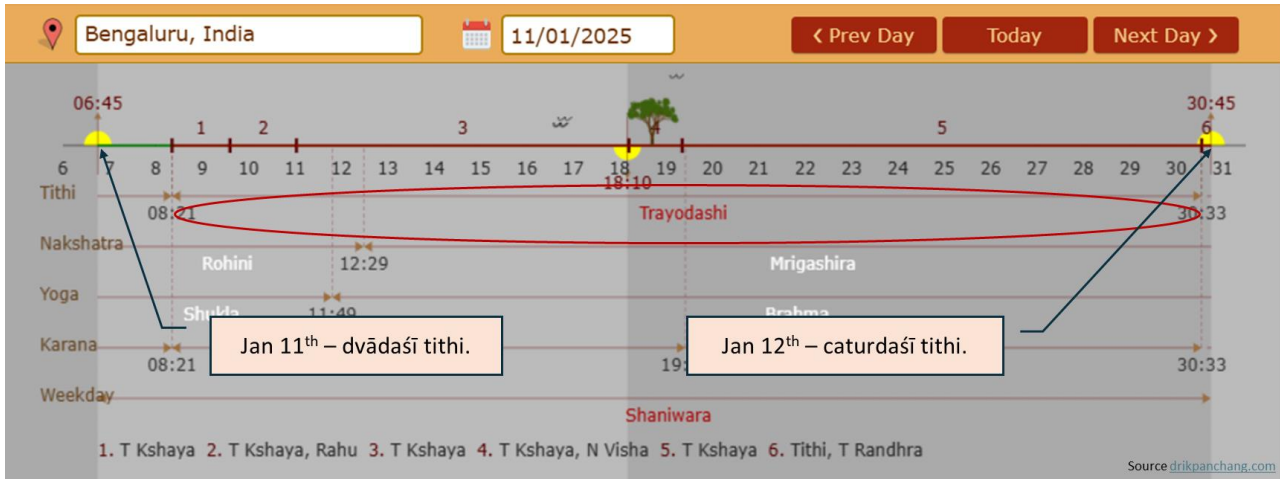 Bengaluru, India 11/01/2025 ❮ Prev Day Today Next Day ❯
06:45 30:45
1 2 3 4 5 6
6 7 8 9 10 11 12 13 14 15 16 17 18 19 20 21 22 23 24 25 26 27 28 29 30 31
18:10
Tithi
08:21 Trayodashi 30:33
Nakshatra
Rohini 12:29 Mrigashira
Yoga
Shukla 11:49 Brahma
Jan 11th – dvādaśī tithi. Jan 12th – caturdaśī tithi.
Karana
08:21 19: 30:33
Weekday
Shaniwara
1. T Kshaya 2. T Kshaya, Rahu 3. T Kshaya 4. T Kshaya, N Visha 5. T Kshaya 6. Tithi, T Randhra
Source drikpanchang.com